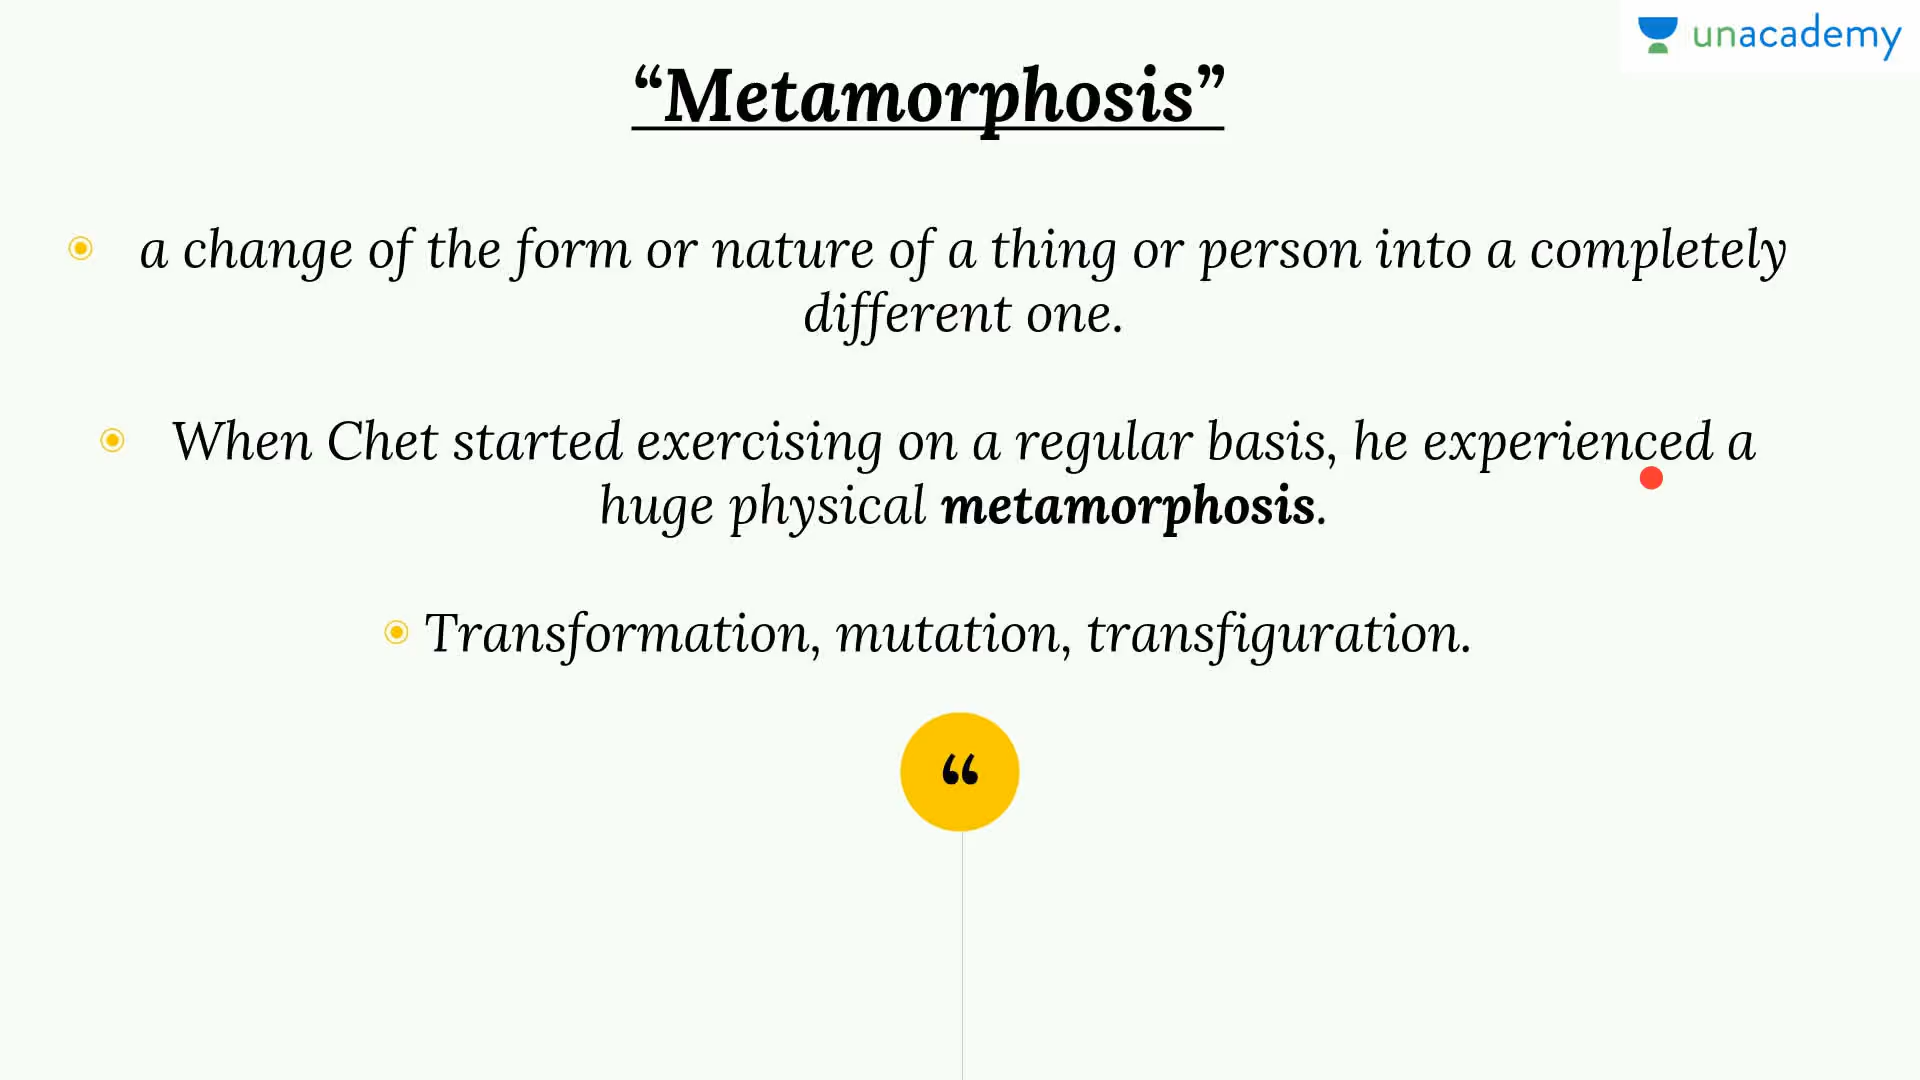 unacademy
“Metamorphosis”
a change of the form or nature of a thing or person into a completely
different one.
When Chet started exercising on a regular basis, he experienced a
huge physical metamorphosis.
Transformation, mutation, transfiguration.
“